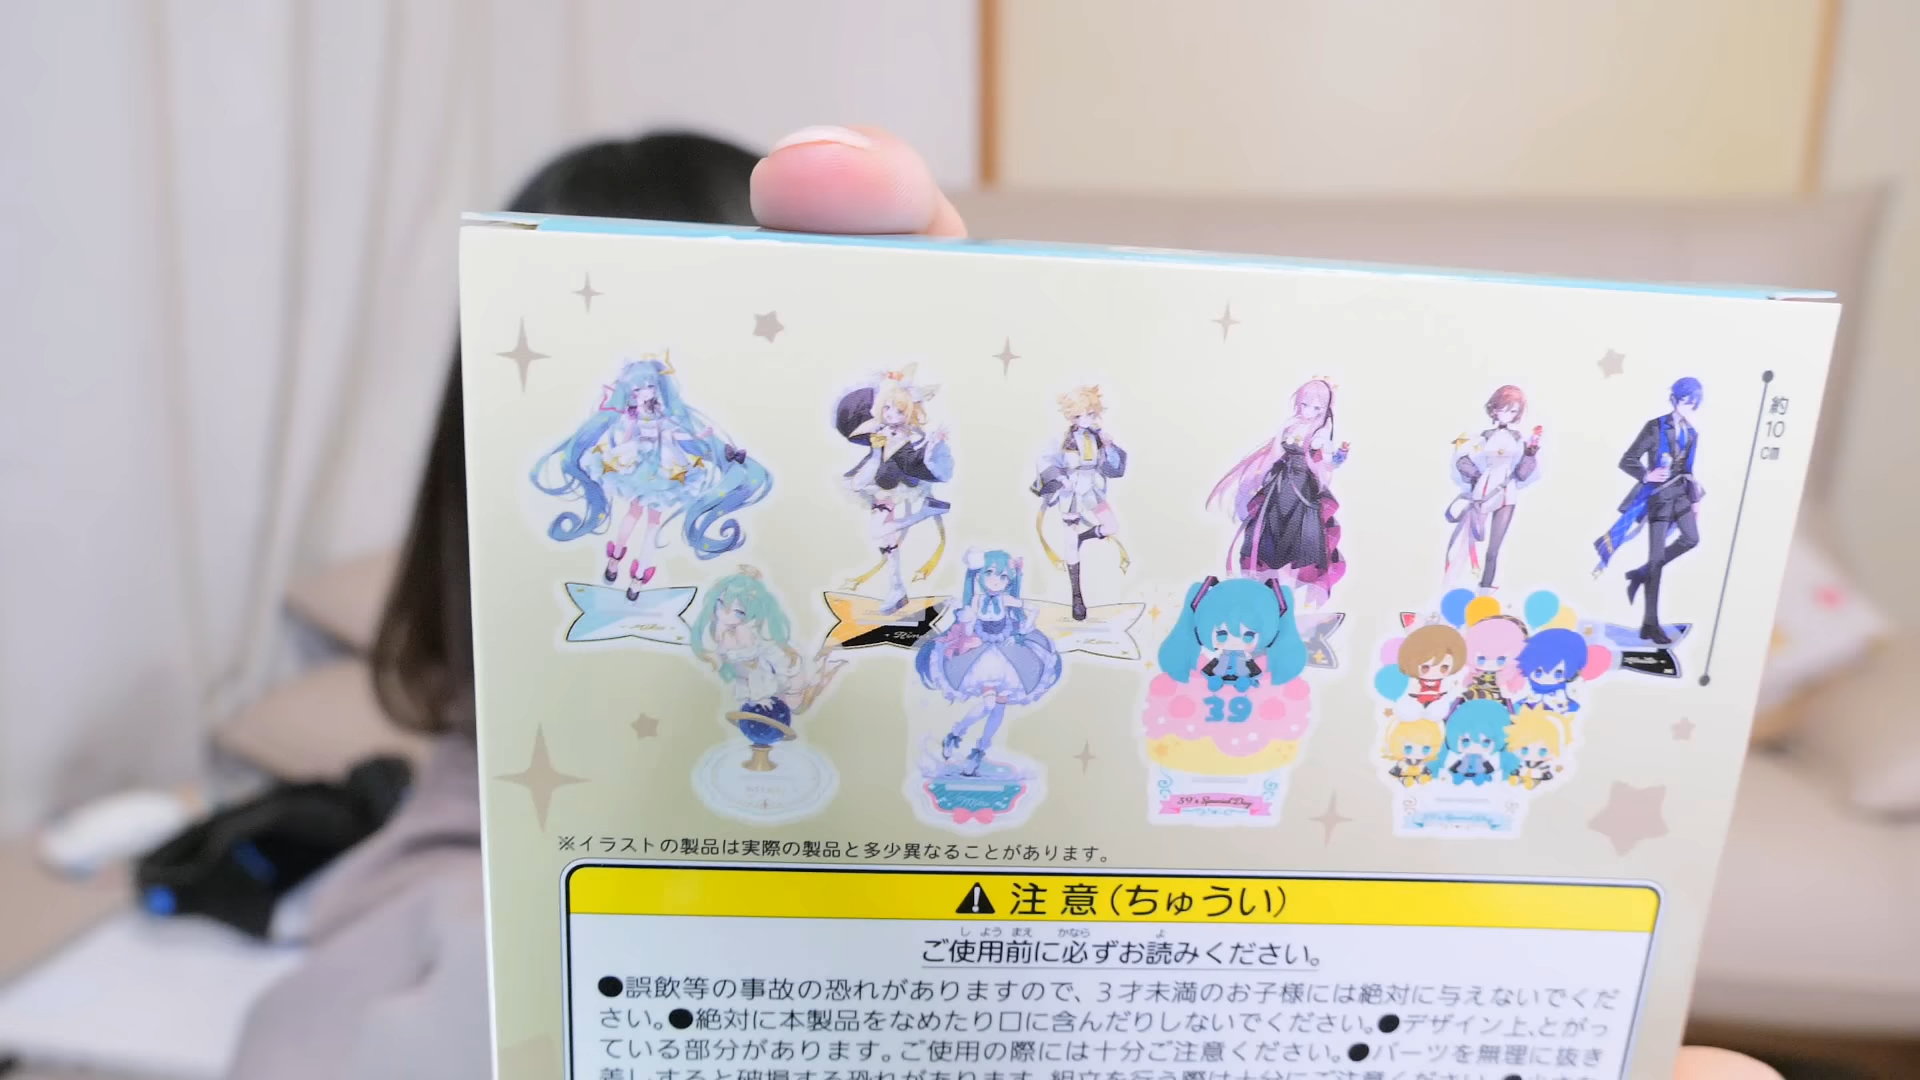 約
10
cm
Miku
Rin
39
Miku
39's Special Day
※イラストの製品は実際の製品と多少異なることがあります。
注意(ちゅうい)
ご使用前に必ずお読みください。
●誤飲等の事故の恐れがありますので、3才未満のお子様には絶対に与えないでくだ
さい。●絶対に本製品をなめたり口に含んだりしないでください。●デザイン上、とがっ
ている部分があります。ご使用の際には十分ご注意ください。●パーツを無理に抜き